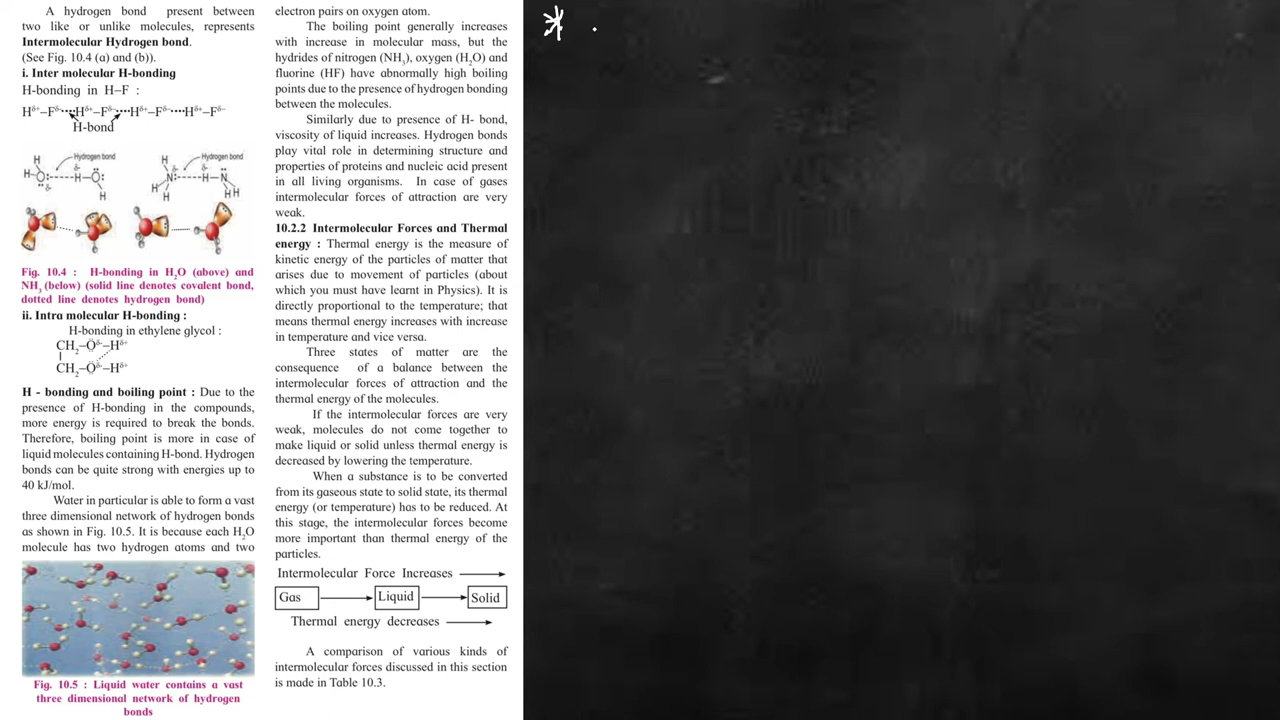 A hydrogen bond present between
two like or unlike molecules, represents
Intermolecular Hydrogen bond.
(See Fig. 10.4 (a) and (b)).
i. Inter molecular H-bonding
H-bonding in H–F :
Hδ+–Fδ-····Hδ+–Fδ-····Hδ+–Fδ-····Hδ+–Fδ-
H-bond
H Hydrogen bond H Hydrogen bond
δ- δ-
H–O:----H–O: N:----H–N
δ- H H H H
H H
Fig. 10.4 : H-bonding in H2O (above) and
NH3 (below) (solid line denotes covalent bond,
dotted line denotes hydrogen bond)
ii. Intra molecular H-bonding :
H-bonding in ethylene glycol :
CH2–Öδ-–Hδ+
CH2–Öδ-–Hδ+
H - bonding and boiling point : Due to the
presence of H-bonding in the compounds,
more energy is required to break the bonds.
Therefore, boiling point is more in case of
liquid molecules containing H-bond. Hydrogen
bonds can be quite strong with energies up to
40 kJ/mol.
Water in particular is able to form a vast
three dimensional network of hydrogen bonds
as shown in Fig. 10.5. It is because each H2O
molecule has two hydrogen atoms and two
Fig. 10.5 : Liquid water contains a vast
three dimensional network of hydrogen
bonds
electron pairs on oxygen atom.
The boiling point generally increases
with increase in molecular mass, but the
hydrides of nitrogen (NH3), oxygen (H2O) and
fluorine (HF) have abnormally high boiling
points due to the presence of hydrogen bonding
between the molecules.
Similarly due to presence of H- bond,
viscosity of liquid increases. Hydrogen bonds
play vital role in determining structure and
properties of proteins and nucleic acid present
in all living organisms. In case of gases
intermolecular forces of attraction are very
weak.
10.2.2 Intermolecular Forces and Thermal
energy : Thermal energy is the measure of
kinetic energy of the particles of matter that
arises due to movement of particles (about
which you must have learnt in Physics). It is
directly proportional to the temperature; that
means thermal energy increases with increase
in temperature and vice versa.
Three states of matter are the
consequence of a balance between the
intermolecular forces of attraction and the
thermal energy of the molecules.
If the intermolecular forces are very
weak, molecules do not come together to
make liquid or solid unless thermal energy is
decreased by lowering the temperature.
When a substance is to be converted
from its gaseous state to solid state, its thermal
energy (or temperature) has to be reduced. At
this stage, the intermolecular forces become
more important than thermal energy of the
particles.
Intermolecular Force Increases
Gas Liquid Solid
Thermal energy decreases
A comparison of various kinds of
intermolecular forces discussed in this section
is made in Table 10.3.